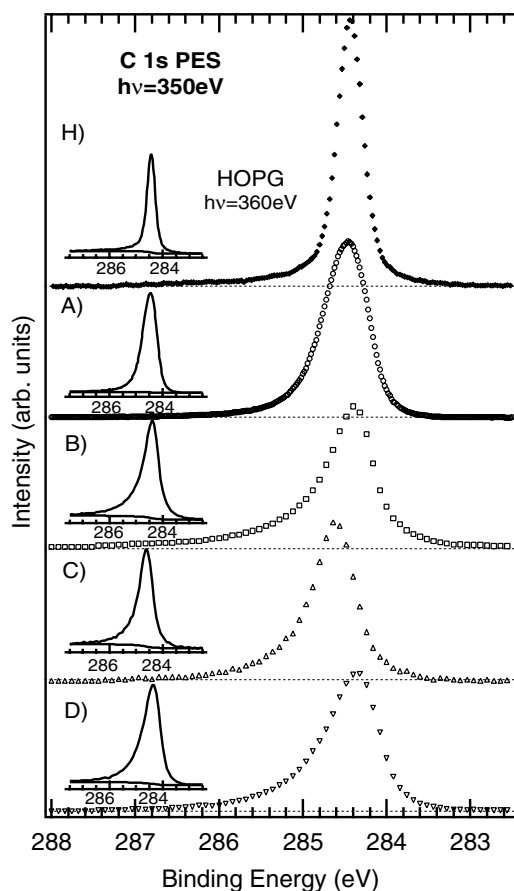 C 1s PES
hν=350eV
H)
HOPG
hν=360eV
286 284
A)
286 284
B)
286 284
C)
286 284
D)
286 284
288 287 286 285 284 283
Binding Energy (eV)
Intensity (arb. units)